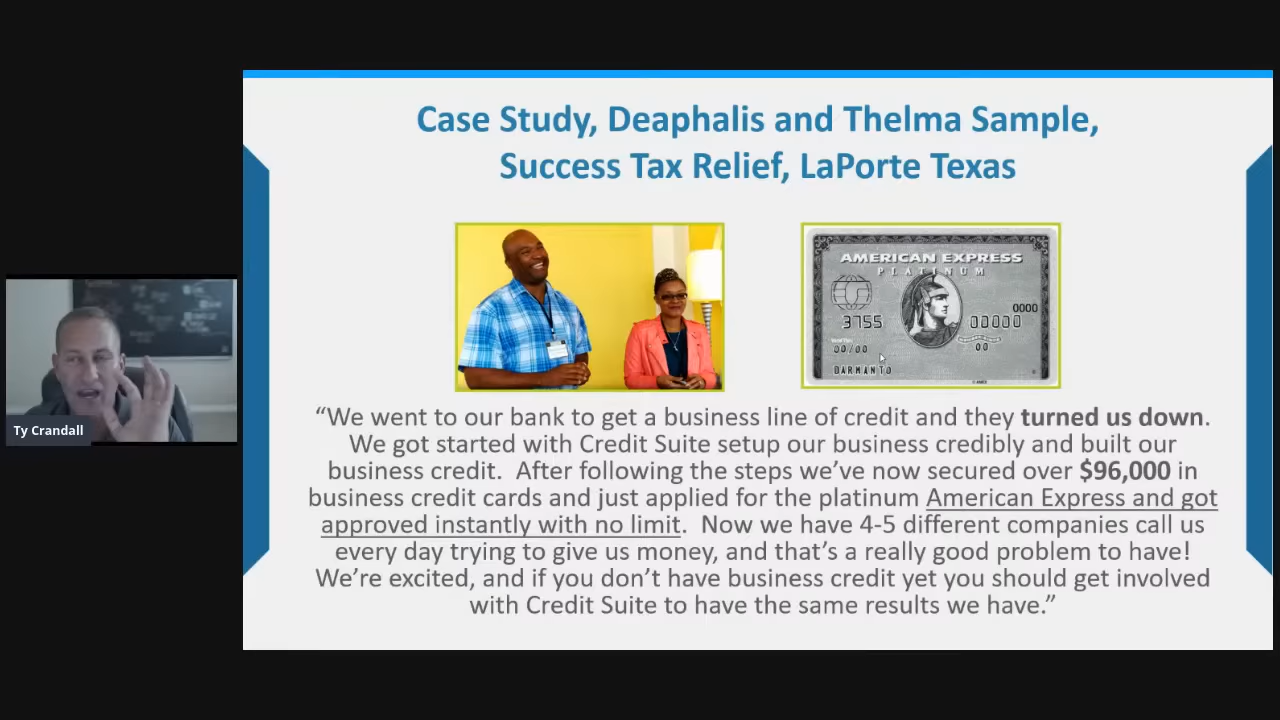 Case Study, Deaphalis and Thelma Sample,
Success Tax Relief, LaPorte Texas
AMERICAN EXPRESS
PLATINUM
0000
3755
00000
00/00
00
DARMANTO
Ty Crandall
“We went to our bank to get a business line of credit and they turned us down.
We got started with Credit Suite setup our business credibly and built our
business credit.  After following the steps we’ve now secured over $96,000 in
business credit cards and just applied for the platinum American Express and got
approved instantly with no limit.  Now we have 4-5 different companies call us
every day trying to give us money, and that’s a really good problem to have!
We’re excited, and if you don’t have business credit yet you should get involved
with Credit Suite to have the same results we have.”